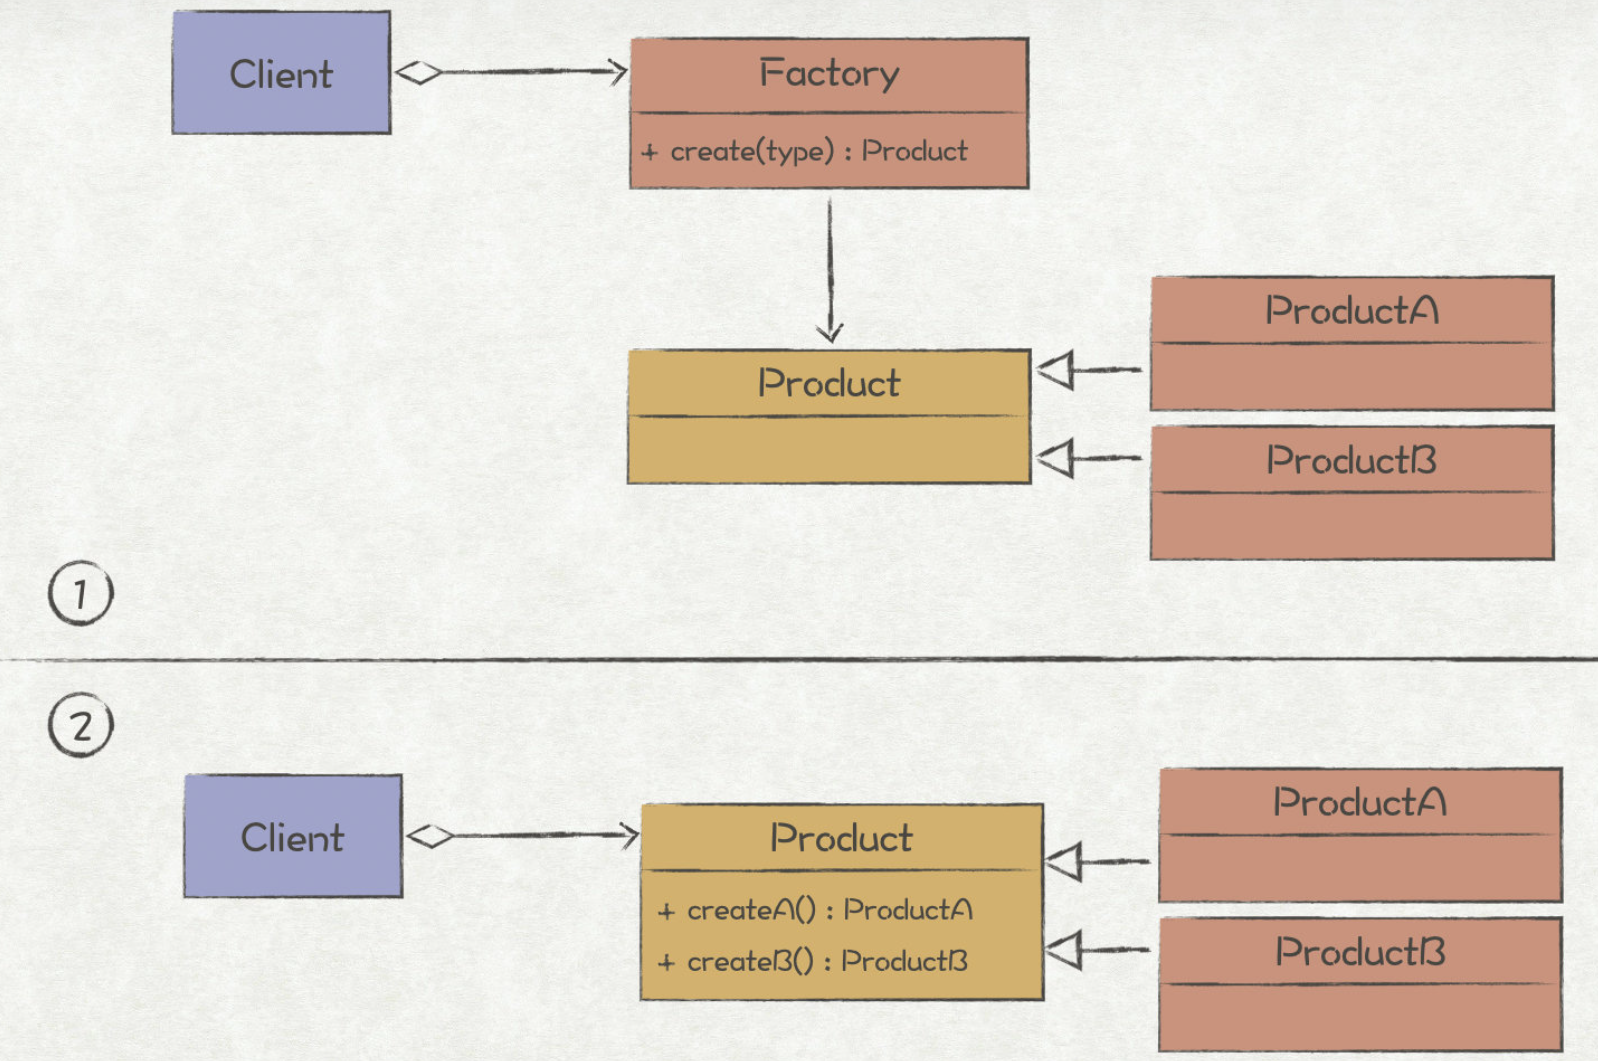 Client
Factory
+ create(type) : Product
Product
ProductA
ProductB
1
2
Client
Product
+ createA() : ProductA
+ createB() : ProductB
ProductA
ProductB